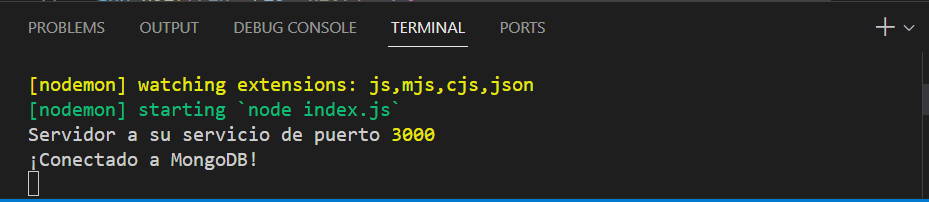 PROBLEMS OUTPUT DEBUG CONSOLE TERMINAL PORTS
[nodemon] watching extensions: js,mjs,cjs,json
[nodemon] starting `node index.js`
Servidor a su servicio de puerto 3000
¡Conectado a MongoDB!